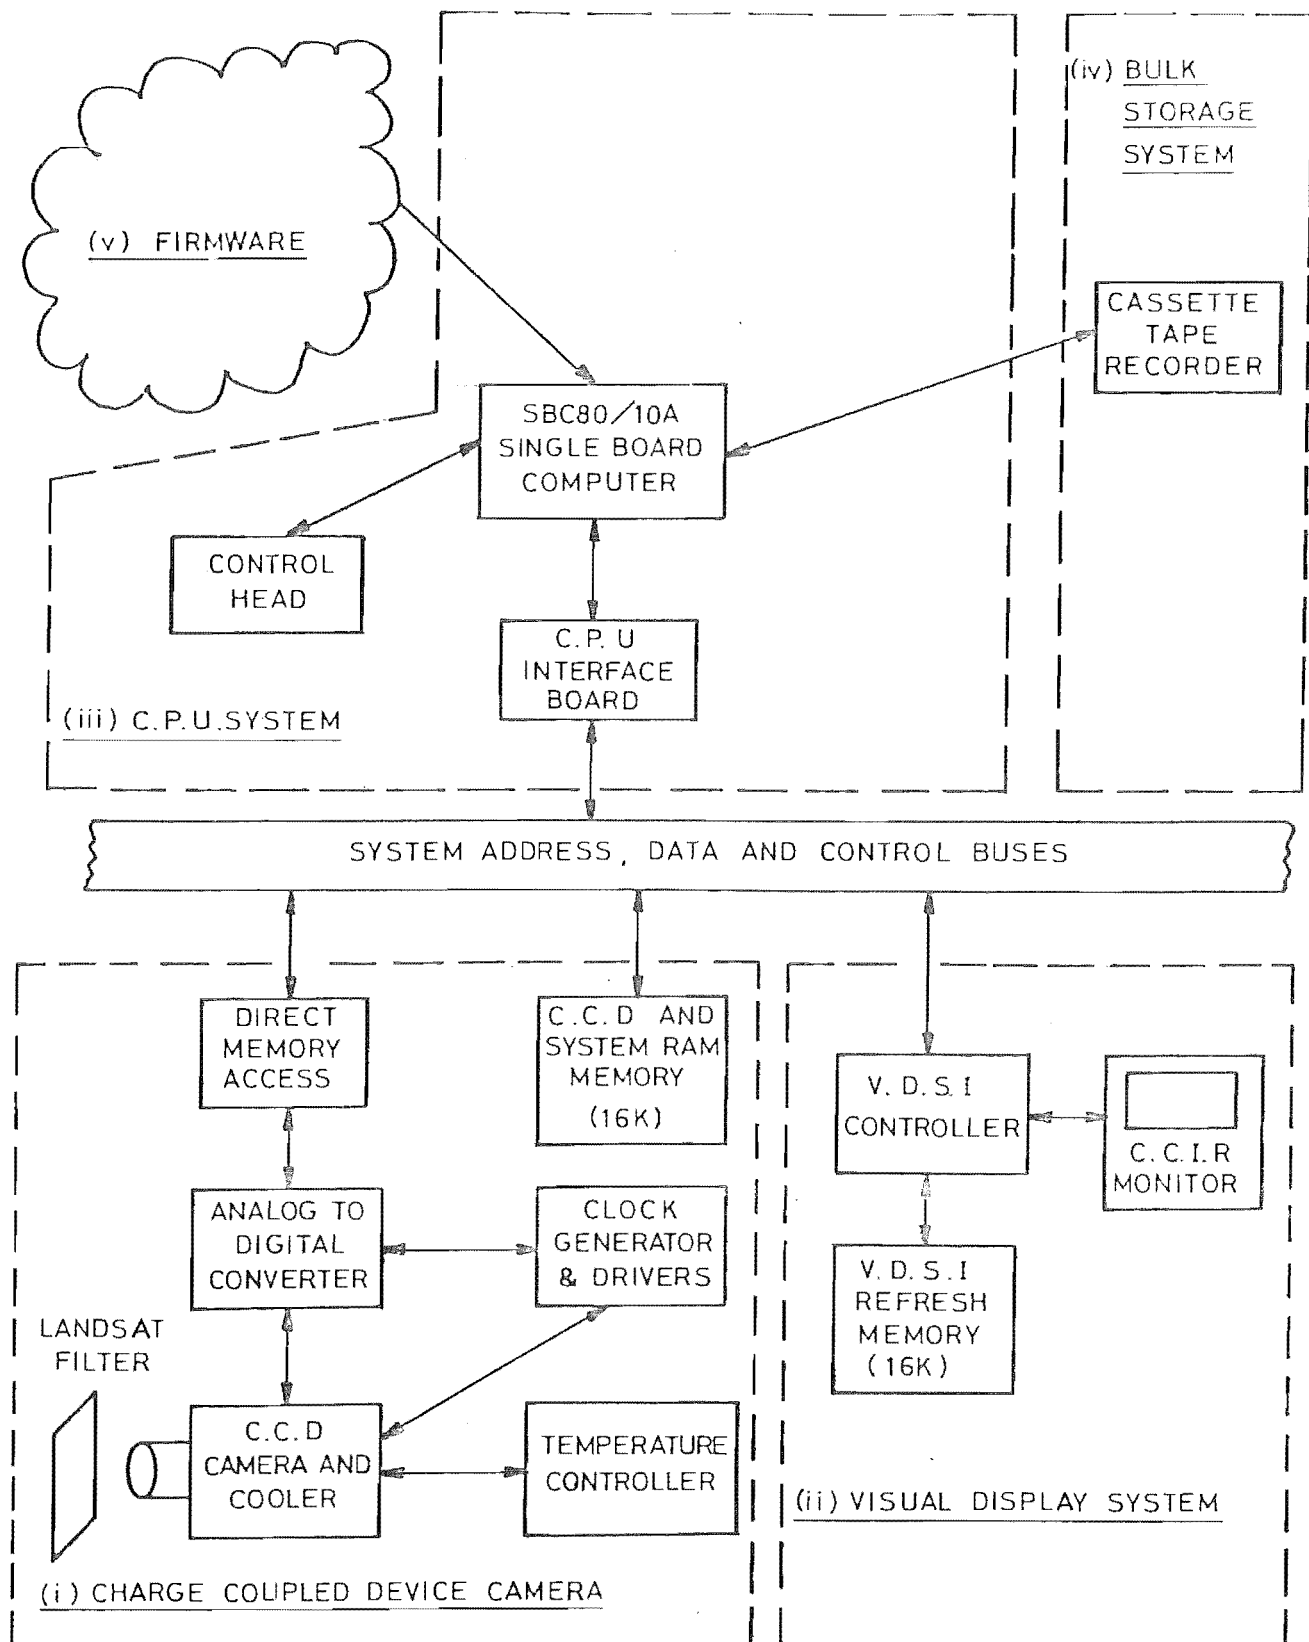 (iv) BULK
STORAGE
SYSTEM
(v) FIRMWARE
CASSETTE
TAPE
RECORDER
SBC80/10A
SINGLE BOARD
COMPUTER
CONTROL
HEAD
C.P.U
INTERFACE
BOARD
(iii) C.P.U.SYSTEM
SYSTEM ADDRESS, DATA AND CONTROL BUSES
DIRECT
MEMORY
ACCESS
C.C.D AND
SYSTEM RAM
MEMORY
(16K)
V.D.S.I
CONTROLLER
C.C.I.R
MONITOR
ANALOG TO
DIGITAL
CONVERTER
CLOCK
GENERATOR
& DRIVERS
V.D.S.I
REFRESH
MEMORY
(16K)
LANDSAT
FILTER
C.C.D
CAMERA AND
COOLER
TEMPERATURE
CONTROLLER
(ii) VISUAL DISPLAY SYSTEM
(i) CHARGE COUPLED DEVICE CAMERA